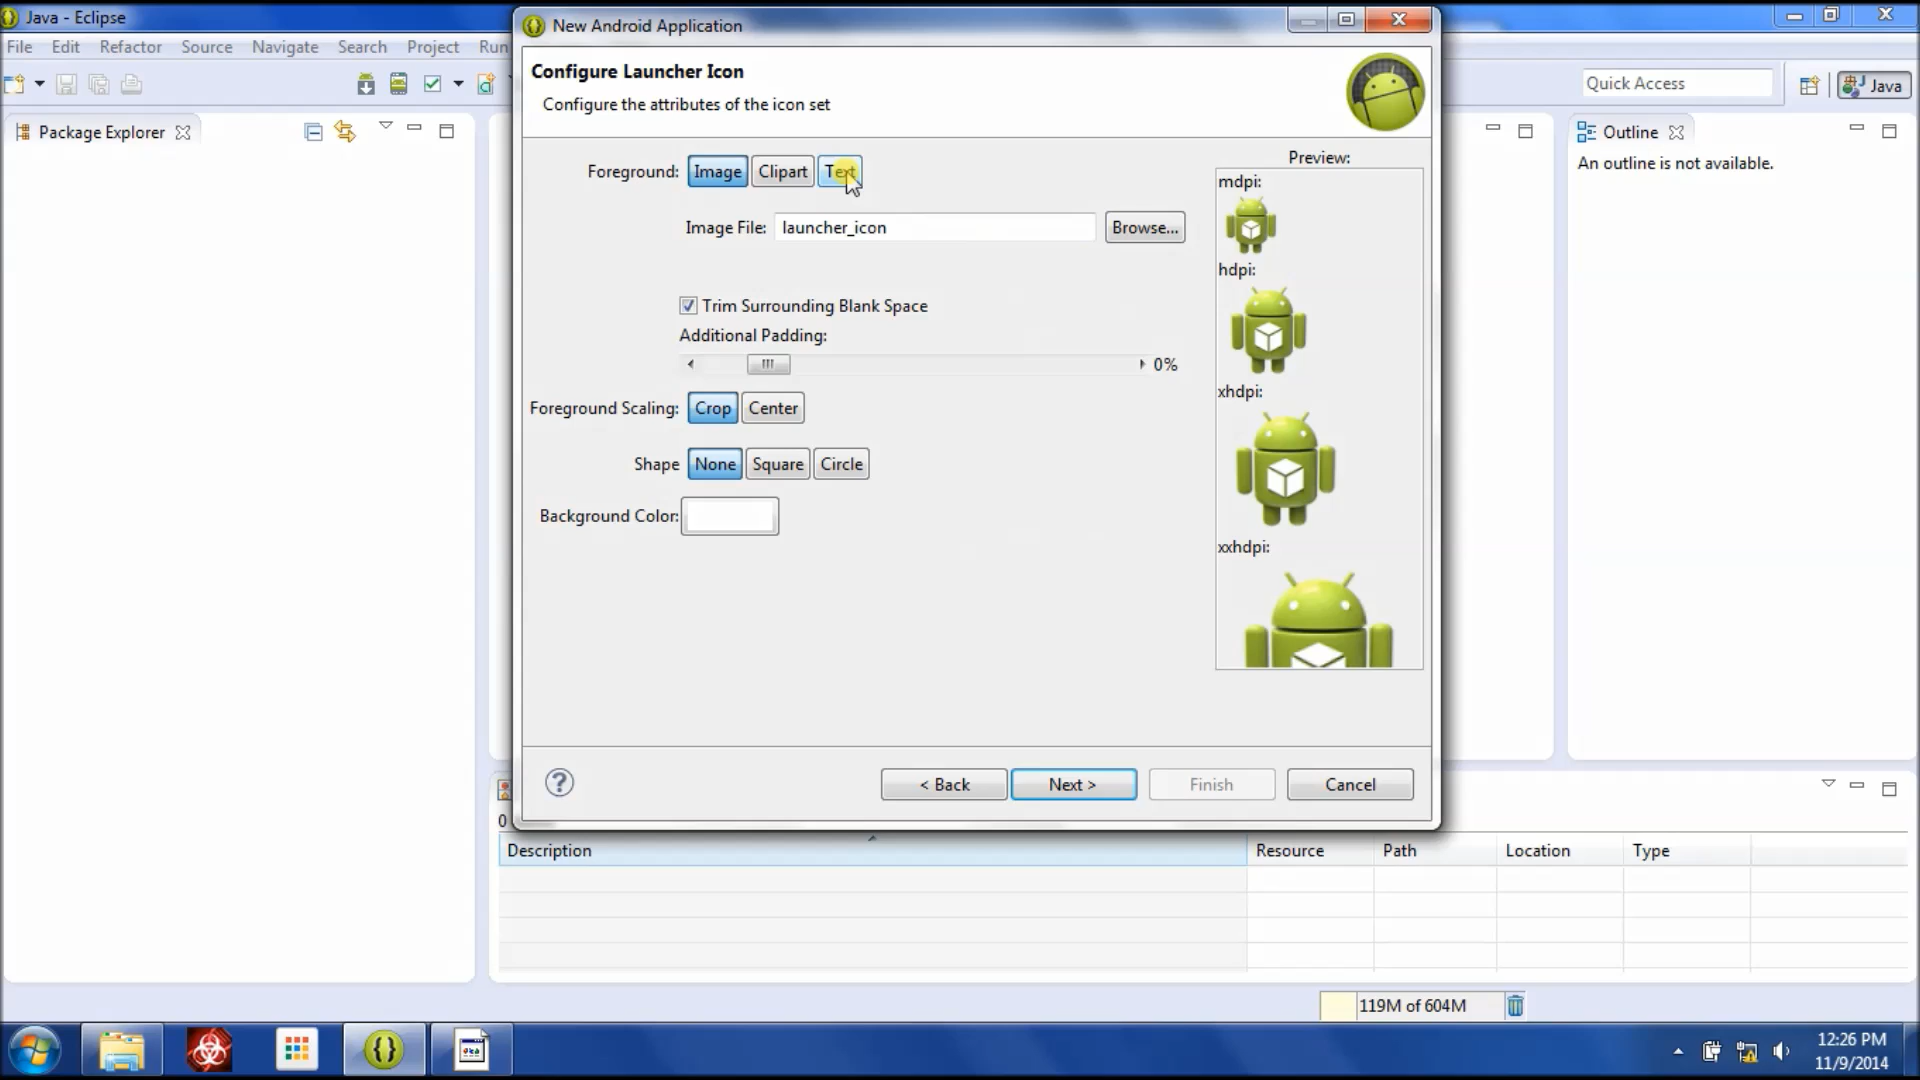 Java - Eclipse
New Android Application
File Edit Refactor Source Navigate Search Project Run
Configure Launcher Icon
Configure the attributes of the icon set
Quick Access
Java
Package Explorer
Outline
An outline is not available.
Foreground: Image Clipart Text
Preview:
mdpi:
Image File: launcher_icon Browse...
hdpi:
Trim Surrounding Blank Space
Additional Padding:
0%
xhdpi:
Foreground Scaling: Crop Center
Shape None Square Circle
Background Color:
xxhdpi:
< Back Next > Finish Cancel
0
Description Resource Path Location Type
119M of 604M
12:26 PM
11/9/2014